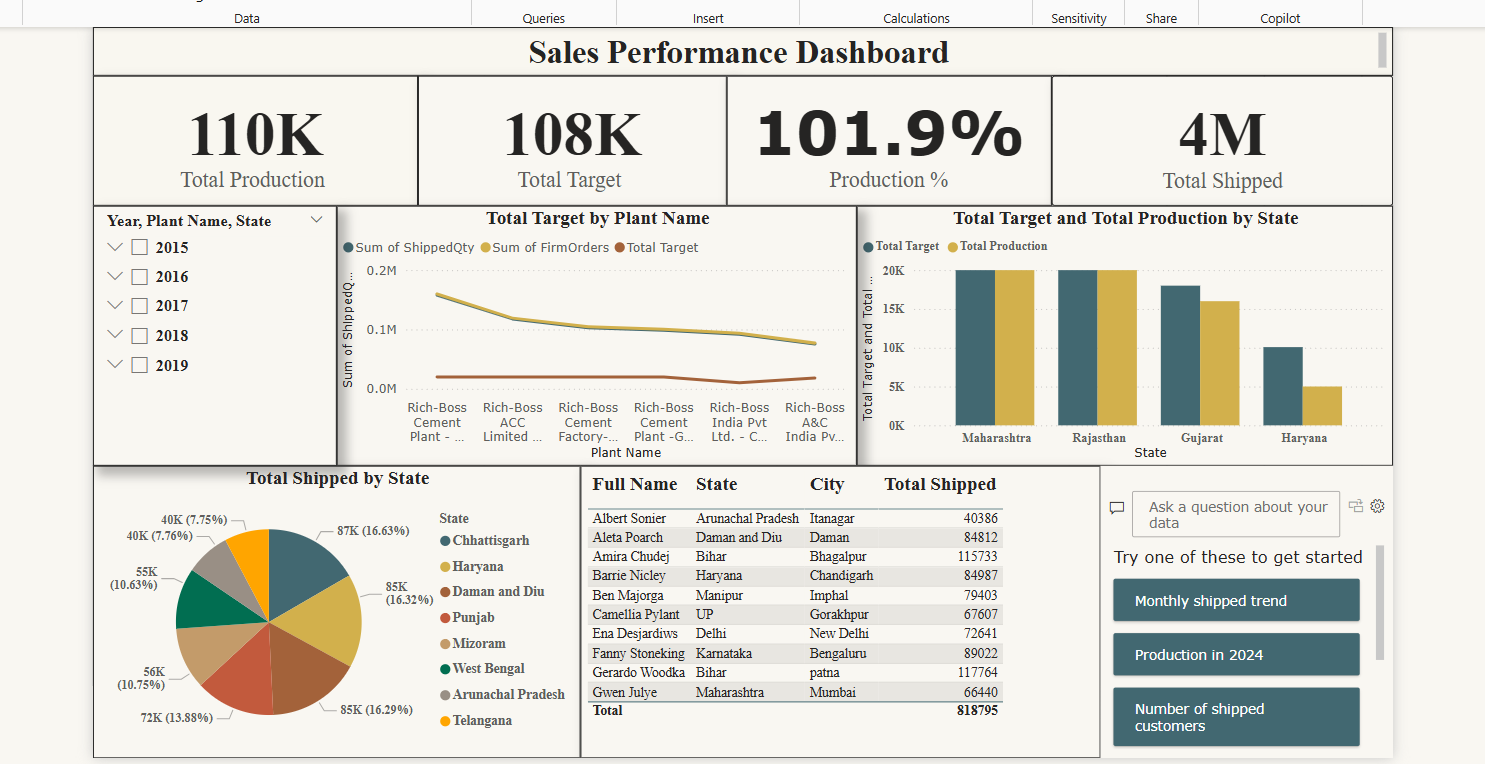 Data
Queries
Insert
Calculations
Sensitivity
Share
Copilot
Sales Performance Dashboard
110K
Total Production
108K
Total Target
101.9%
Production %
4M
Total Shipped
Year, Plant Name, State
2015
2016
2017
2018
2019
Total Target by Plant Name
Sum of ShippedQty
Sum of FirmOrders
Total Target
Sum of ShippedQ...
0.2M
0.1M
0.0M
Rich-Boss
Cement
Plant - ...
Rich-Boss
ACC
Limited ...
Rich-Boss
Cement
Factory-...
Rich-Boss
Cement
Plant -G...
Rich-Boss
India Pvt
Ltd. - C...
Rich-Boss
A&C
India Pv...
Plant Name
Total Target and Total Production by State
Total Target
Total Production
Total Target and Total ...
20K
15K
10K
5K
0K
Maharashtra
Rajasthan
Gujarat
Haryana
State
Total Shipped by State
87K (16.63%)
85K
(16.32%)
85K (16.29%)
72K (13.88%)
56K
(10.75%)
55K
(10.63%)
40K (7.76%)
40K (7.75%)
State
Chhattisgarh
Haryana
Daman and Diu
Punjab
Mizoram
West Bengal
Arunachal Pradesh
Telangana
Full Name State City Total Shipped
Albert Sonier Arunachal Pradesh Itanagar 40386
Aleta Poarch Daman and Diu Daman 84812
Amira Chudej Bihar Bhagalpur 115733
Barrie Nicley Haryana Chandigarh 84987
Ben Majorga Manipur Imphal 79403
Camellia Pylant UP Gorakhpur 67607
Ena Desjardiws Delhi New Delhi 72641
Fanny Stoneking Karnataka Bengaluru 89022
Gerardo Woodka Bihar patna 117764
Gwen Julye Maharashtra Mumbai 66440
Total 818795
Ask a question about your
data
Try one of these to get started
Monthly shipped trend
Production in 2024
Number of shipped
customers